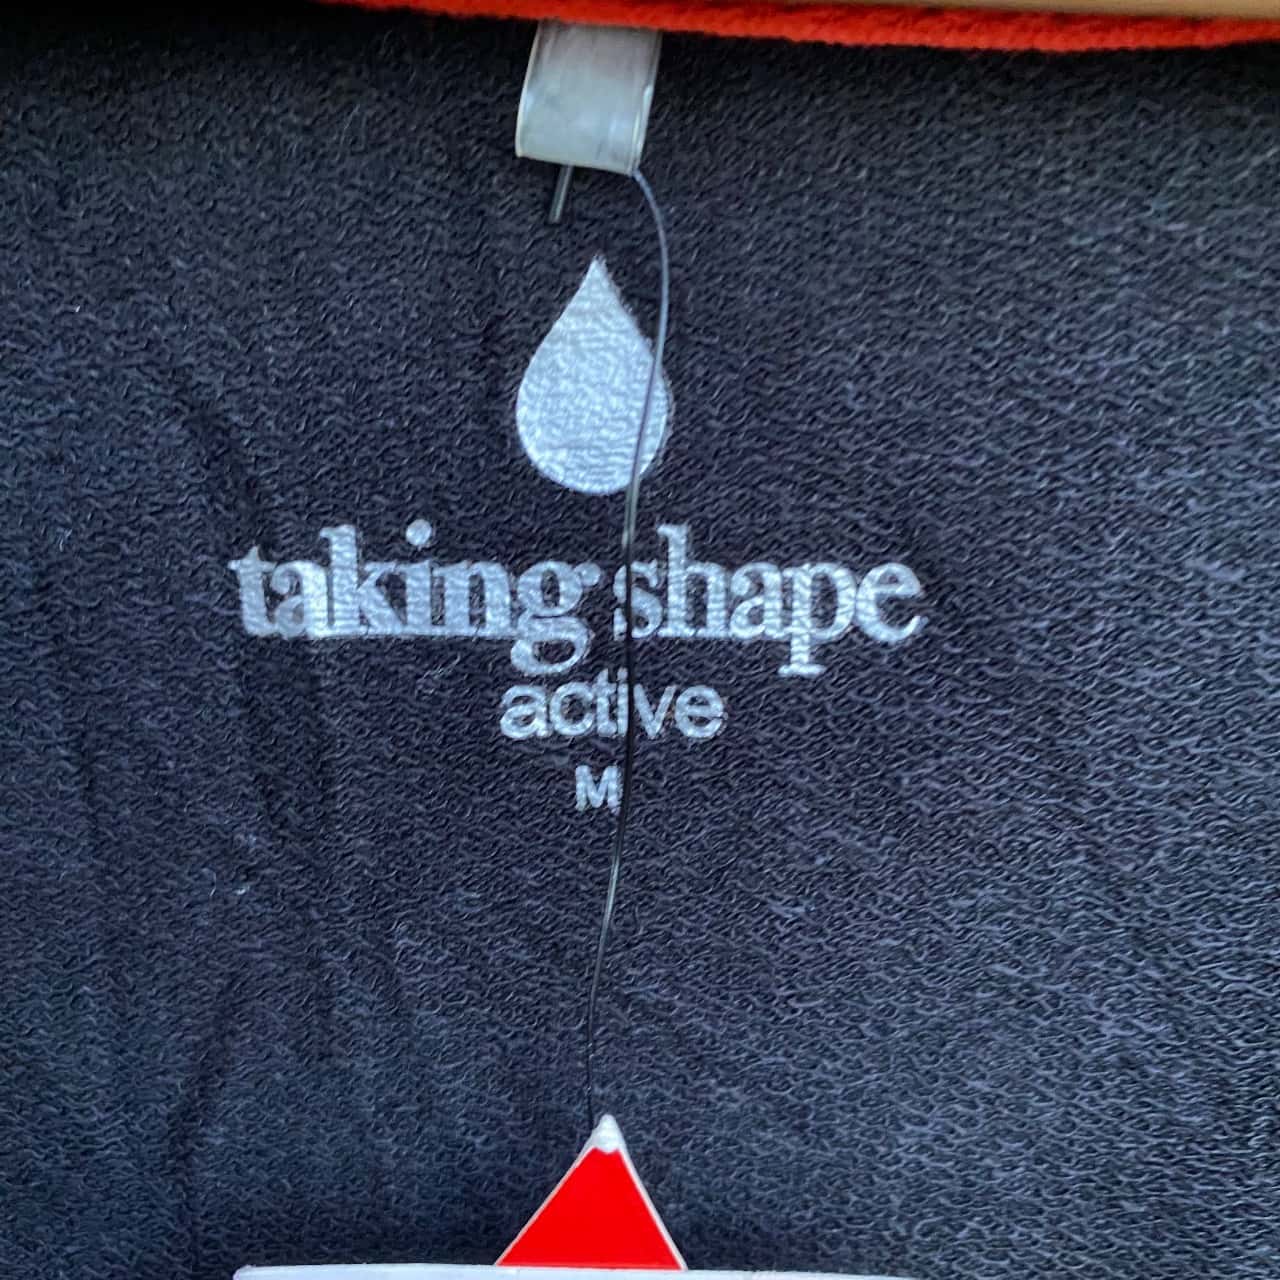 taking shape
active
M